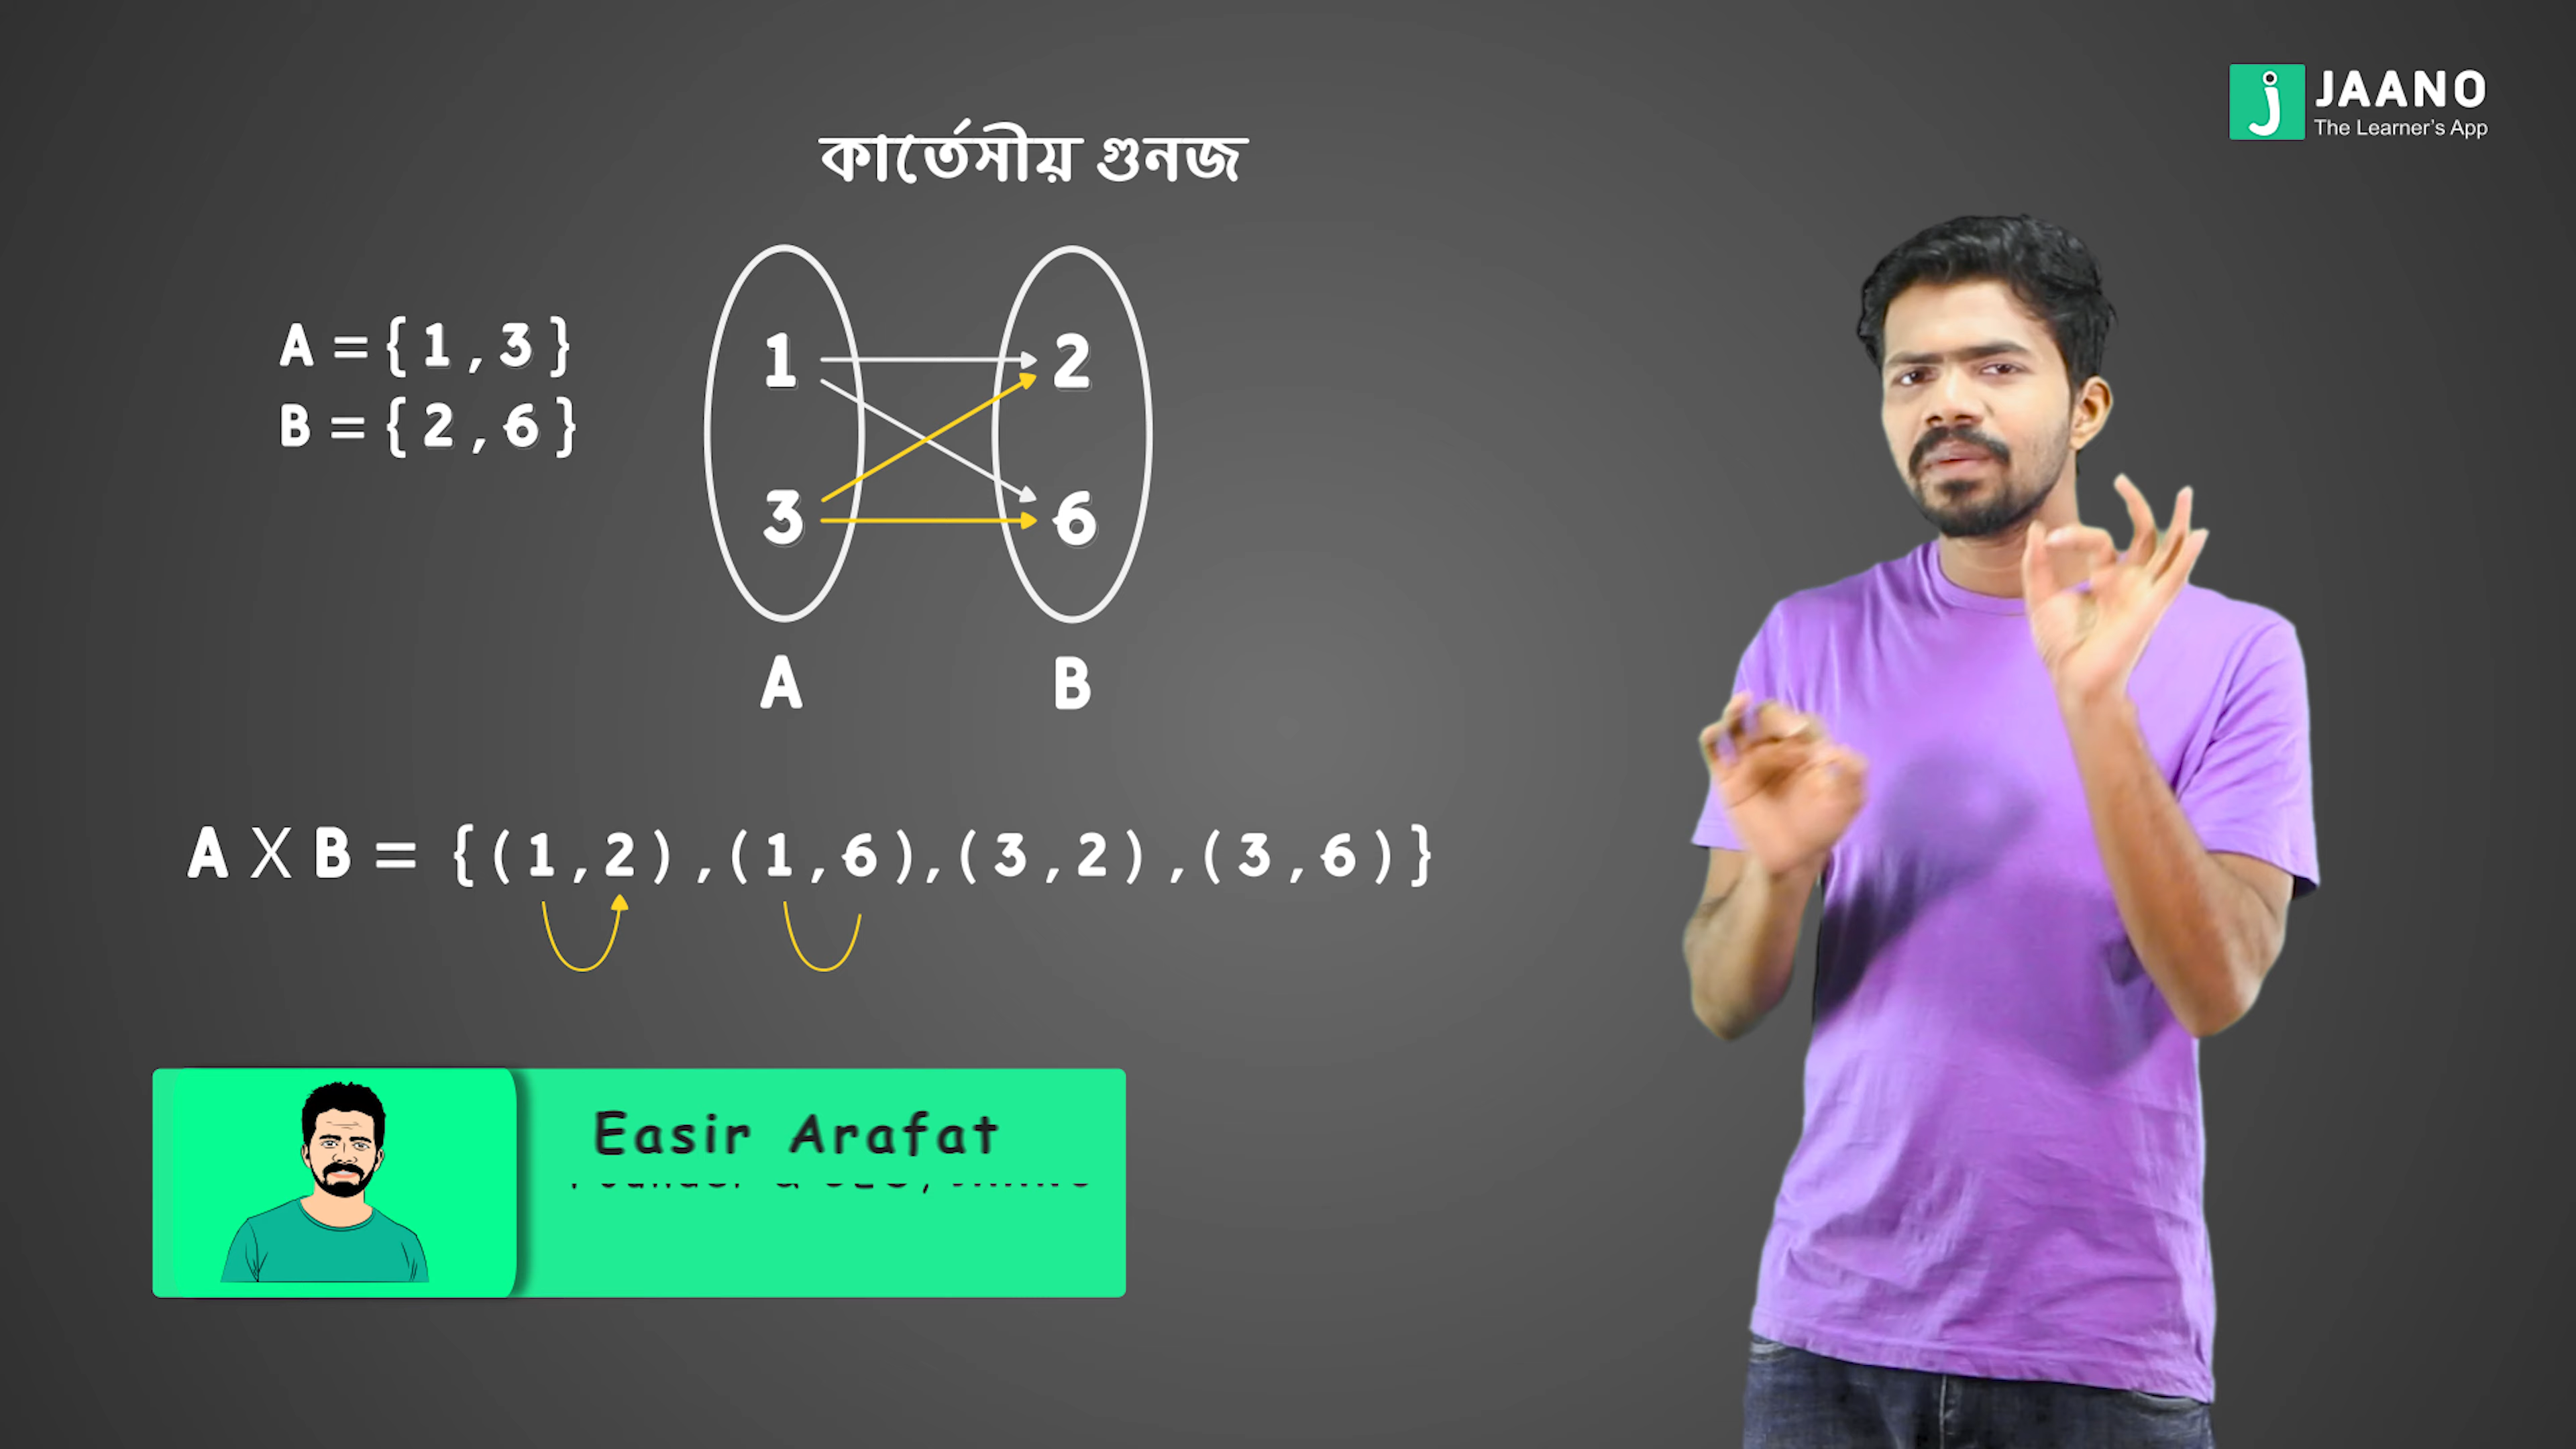 JAANO
The Learner's App
কার্তেসীয় গুনজ
A = { 1 , 3 }
B = { 2 , 6 }
1
2
3
6
A
B
A X B = { ( 1 , 2 ) , ( 1 , 6 ) , ( 3 , 2 ) , ( 3 , 6 ) }
Easir Arafat